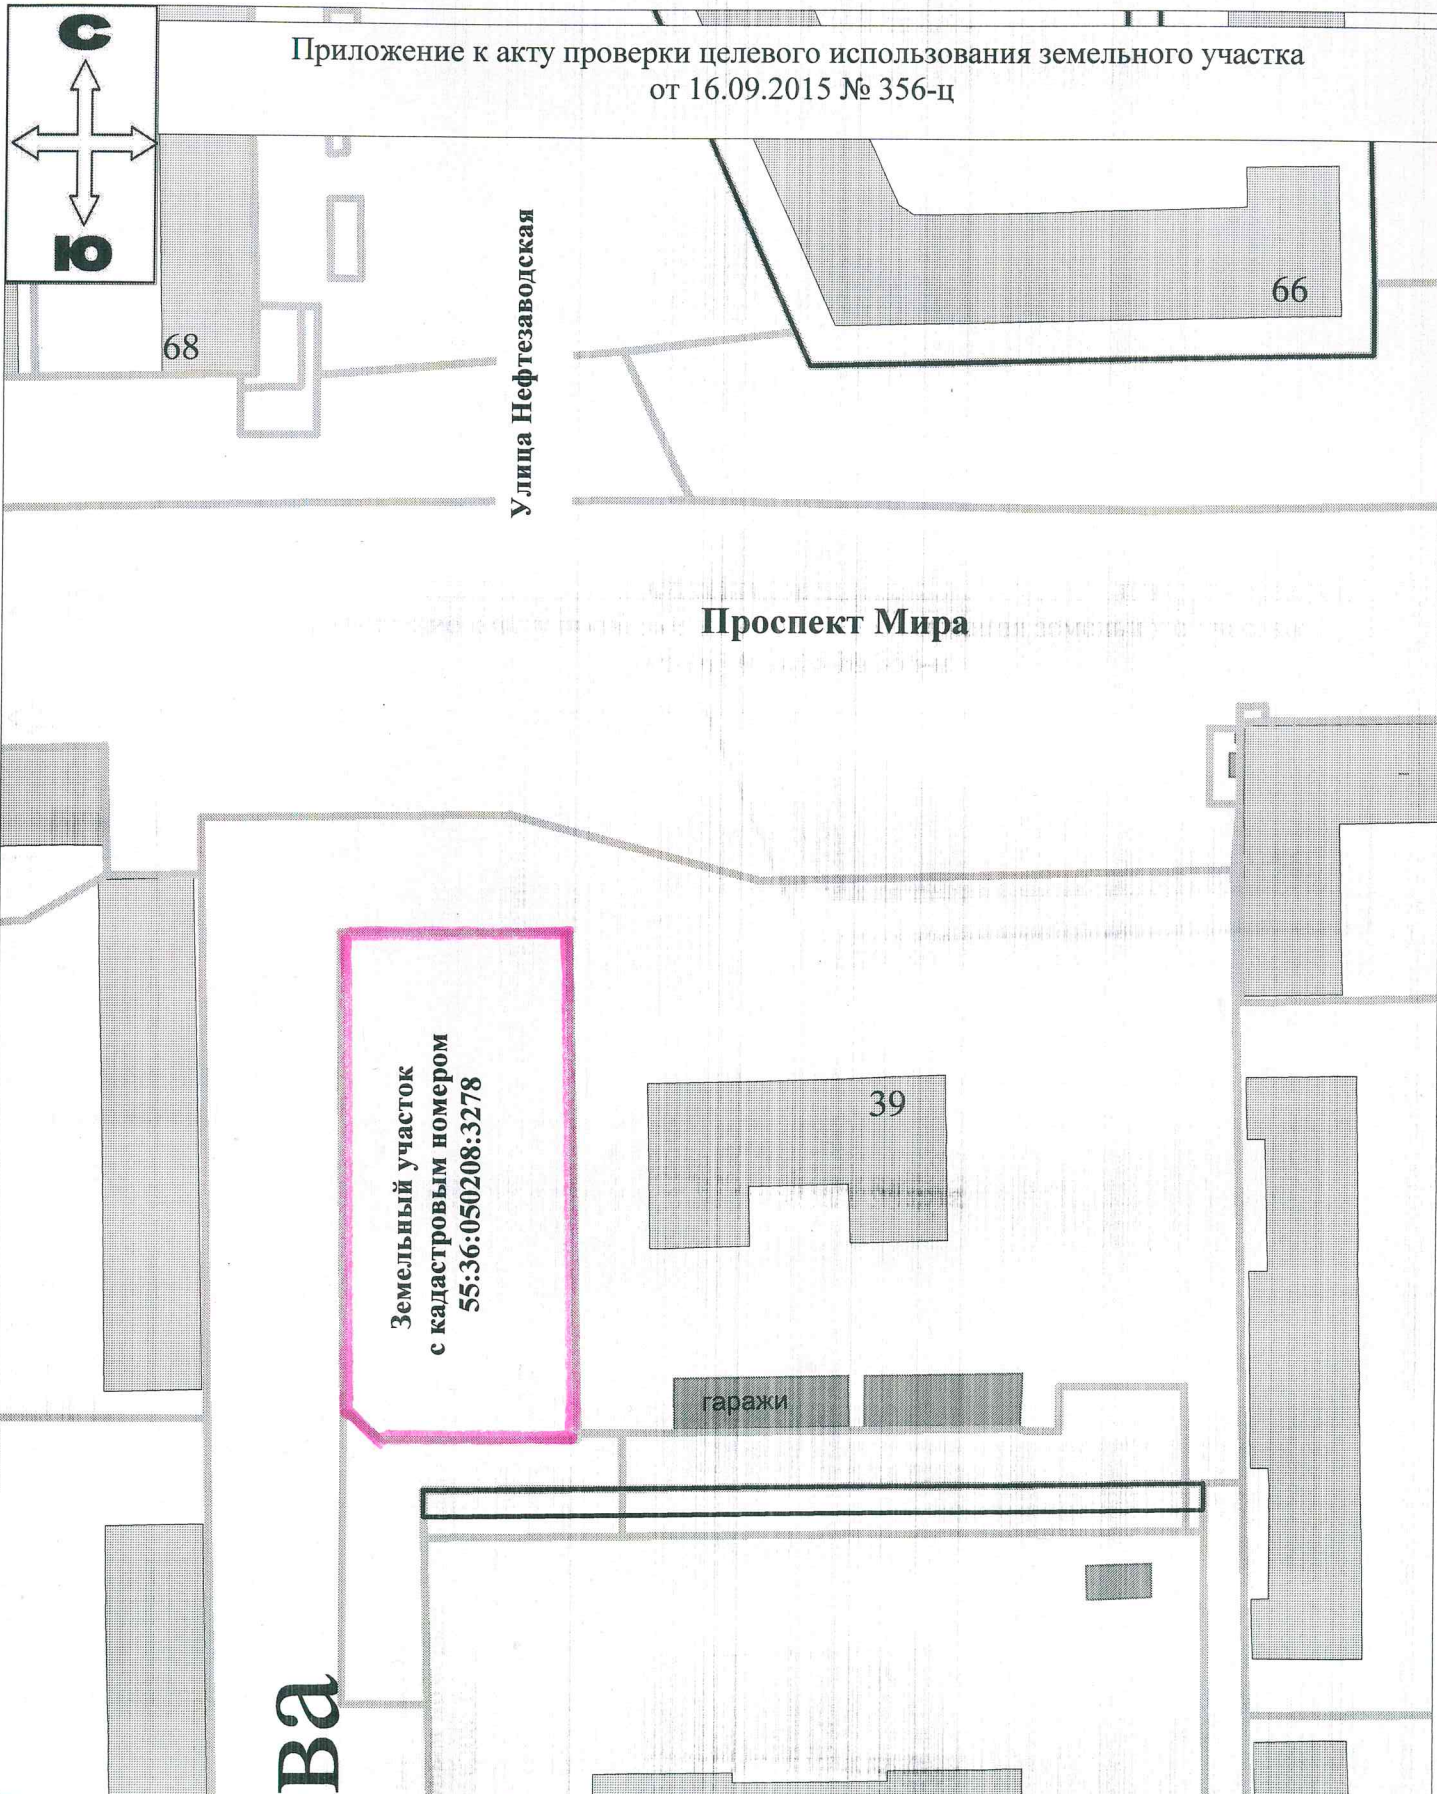 С
Приложение к акту проверки целевого использования земельного участка
от 16.09.2015 № 356-ц
Ю
Улица Нефтезаводская
66
68
Проспект Мира
Земельный участок
с кадастровым номером
55:36:050208:3278
39
гаражи
ва